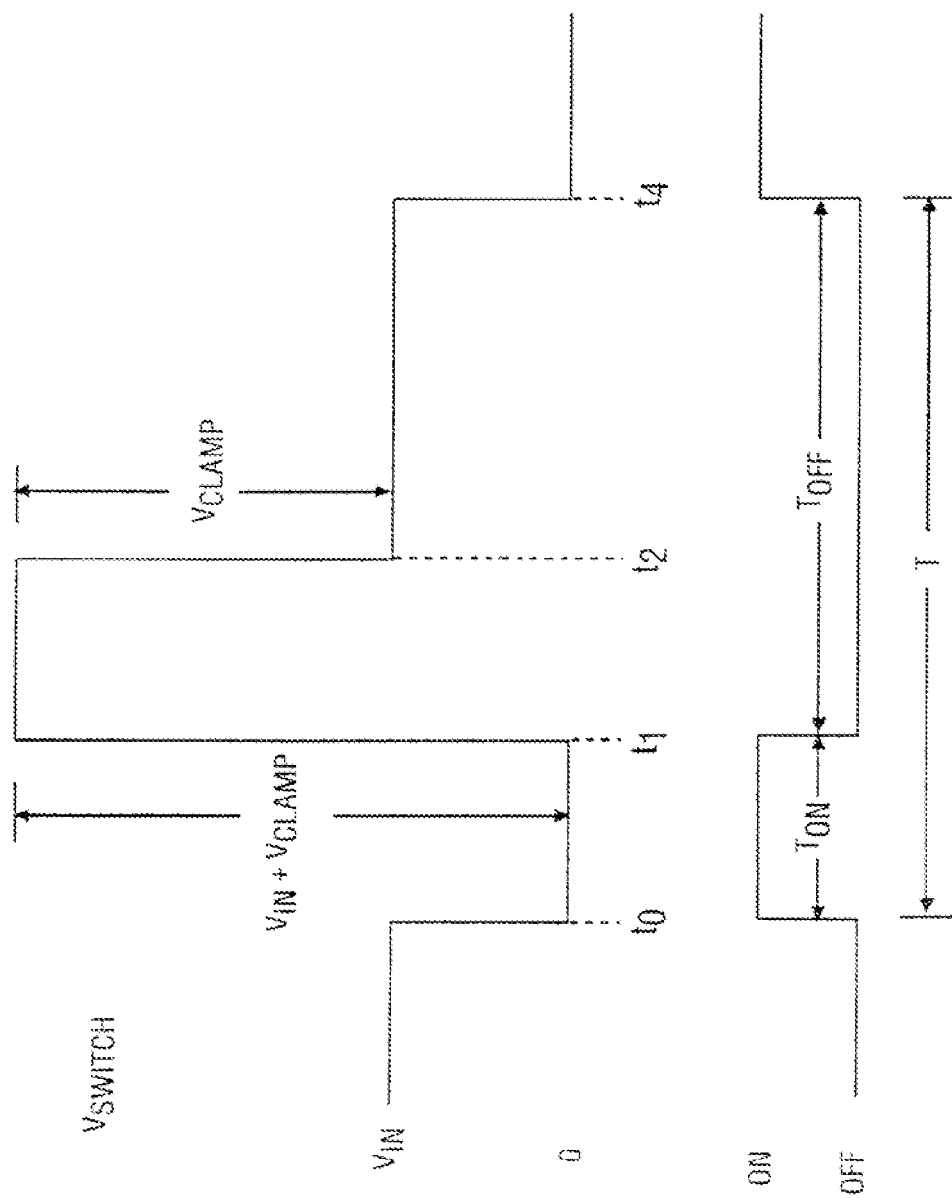 VSWITCH
VIN + VCLAMP
VCLAMP
VIN
0
t0
t1
t2
t4
ON
OFF
TON
TOFF
T